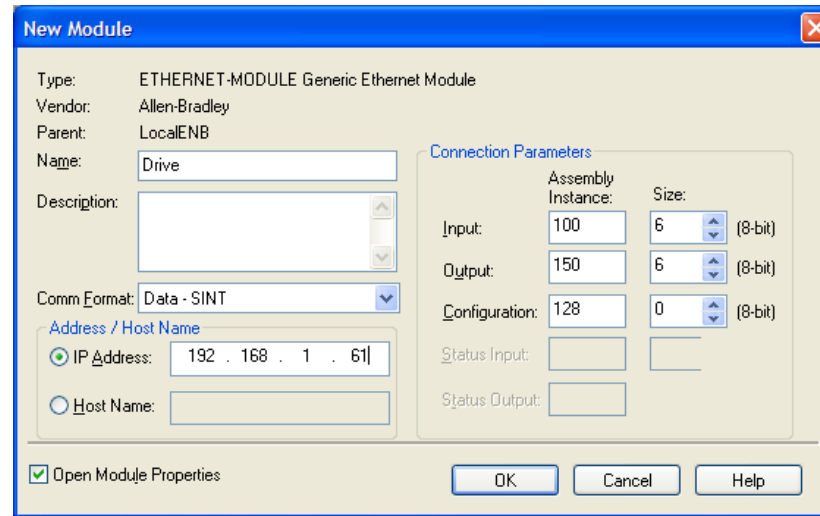 New Module
Type: ETHERNET-MODULE Generic Ethernet Module
Vendor: Allen-Bradley
Parent: LocalENB
Name: Drive
Description:
Comm Format: Data - SINT
Address / Host Name
IP Address: 192 . 168 . 1 . 61
Host Name:
Connection Parameters
Assembly Instance: Size:
Input: 100 6 (8-bit)
Output: 150 6 (8-bit)
Configuration: 128 0 (8-bit)
Status Input:
Status Output:
Open Module Properties OK Cancel Help